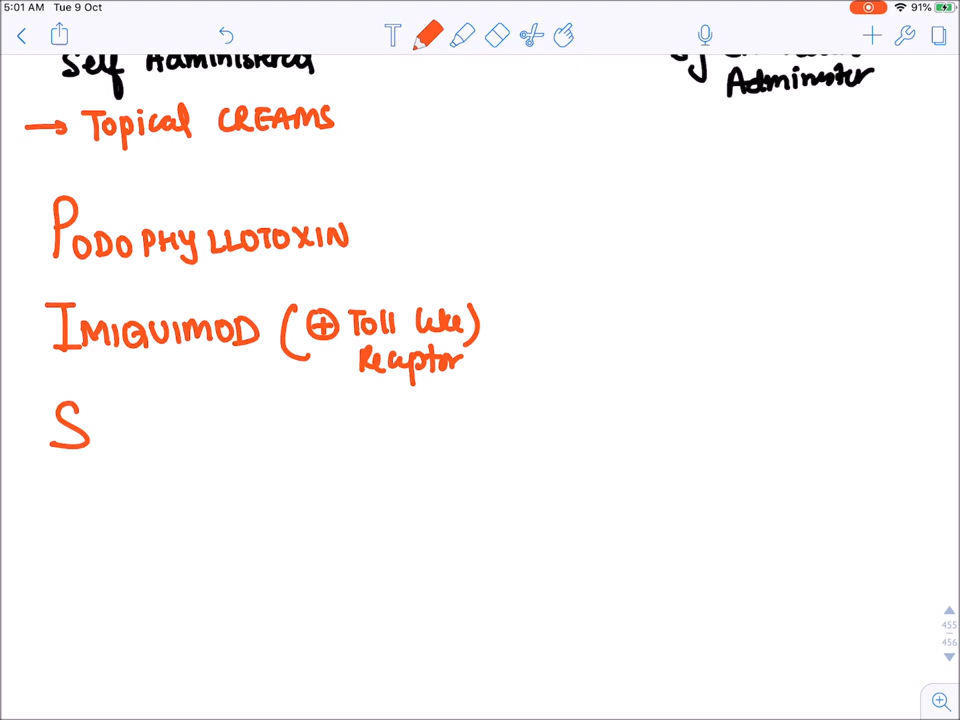 5:01 AM Tue 9 Oct
91%
T
Self Administered
Administer
→ Topical CREAMS
PODOPHYLLOTOXIN
IMIQUIMOD (⊕ Toll like)
Receptor
S
455
456